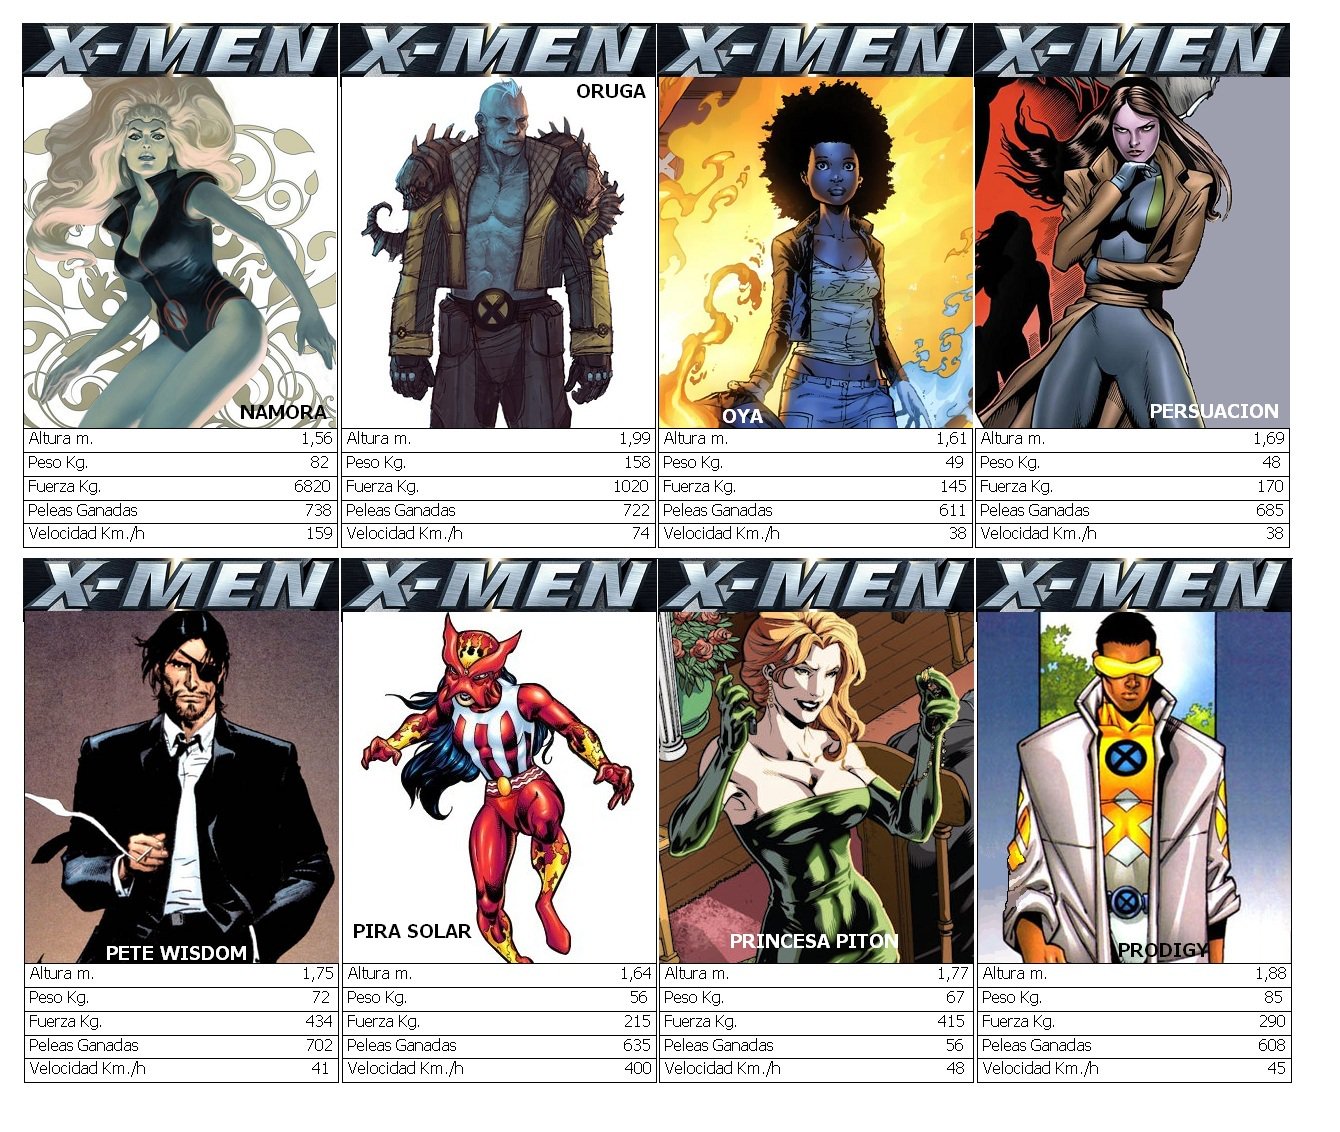 X-MEN X-MEN X-MEN X-MEN
NAMORA
Altura m. 1,56
Peso Kg. 82
Fuerza Kg. 6820
Peleas Ganadas 738
Velocidad Km./h 159
ORUGA
Altura m. 1,99
Peso Kg. 158
Fuerza Kg. 1020
Peleas Ganadas 722
Velocidad Km./h 74
OYA
Altura m. 1,61
Peso Kg. 49
Fuerza Kg. 145
Peleas Ganadas 611
Velocidad Km./h 38
PERSUACION
Altura m. 1,69
Peso Kg. 48
Fuerza Kg. 170
Peleas Ganadas 685
Velocidad Km./h 38
X-MEN X-MEN X-MEN X-MEN
PETE WISDOM
Altura m. 1,75
Peso Kg. 72
Fuerza Kg. 434
Peleas Ganadas 702
Velocidad Km./h 41
PIRA SOLAR
Altura m. 1,64
Peso Kg. 56
Fuerza Kg. 215
Peleas Ganadas 635
Velocidad Km./h 400
PRINCESA PITON
Altura m. 1,77
Peso Kg. 67
Fuerza Kg. 415
Peleas Ganadas 56
Velocidad Km./h 48
PRODIGY
Altura m. 1,88
Peso Kg. 85
Fuerza Kg. 290
Peleas Ganadas 608
Velocidad Km./h 45